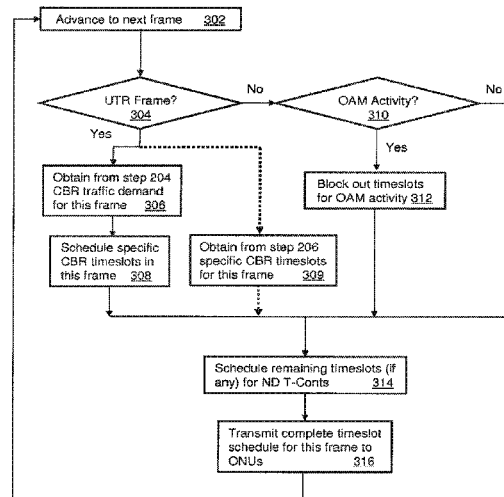 Advance to next frame 302
UTR Frame?
304
No
OAM Activity?
310
No
Yes
Yes
Obtain from step 204
CBR traffic demand
for this frame 306
Block out timeslots
for OAM activity 312
Schedule specific
CBR timeslots in
this frame 308
Obtain from step 206
specific CBR timeslots
for this frame 309
Schedule remaining timeslots (if
any) for ND T-Conts 314
Transmit complete timeslot
schedule for this frame to
ONUs 316